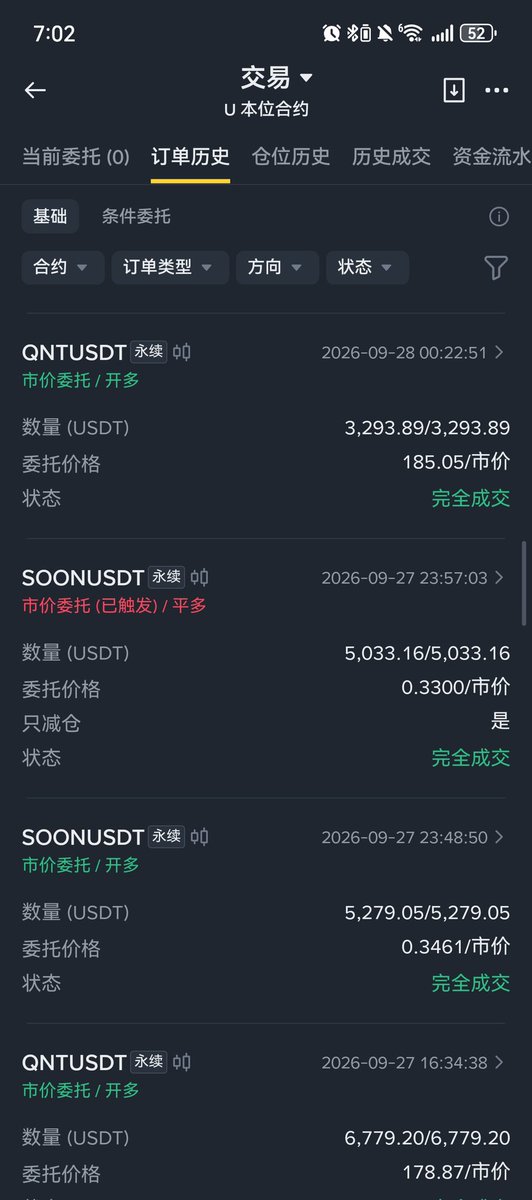 7:02
6
52
交易
U 本位合约
当前委托 (0) 订单历史 仓位历史 历史成交 资金流水
基础 条件委托
合约 订单类型 方向 状态
QNTUSDT 永续 2026-09-28 00:22:51
市价委托 / 开多
数量 (USDT) 3,293.89/3,293.89
委托价格 185.05/市价
状态 完全成交
SOONUSDT 永续 2026-09-27 23:57:03
市价委托 (已触发) / 平多
数量 (USDT) 5,033.16/5,033.16
委托价格 0.3300/市价
只减仓 是
状态 完全成交
SOONUSDT 永续 2026-09-27 23:48:50
市价委托 / 开多
数量 (USDT) 5,279.05/5,279.05
委托价格 0.3461/市价
状态 完全成交
QNTUSDT 永续 2026-09-27 16:34:38
市价委托 / 开多
数量 (USDT) 6,779.20/6,779.20
委托价格 178.87/市价